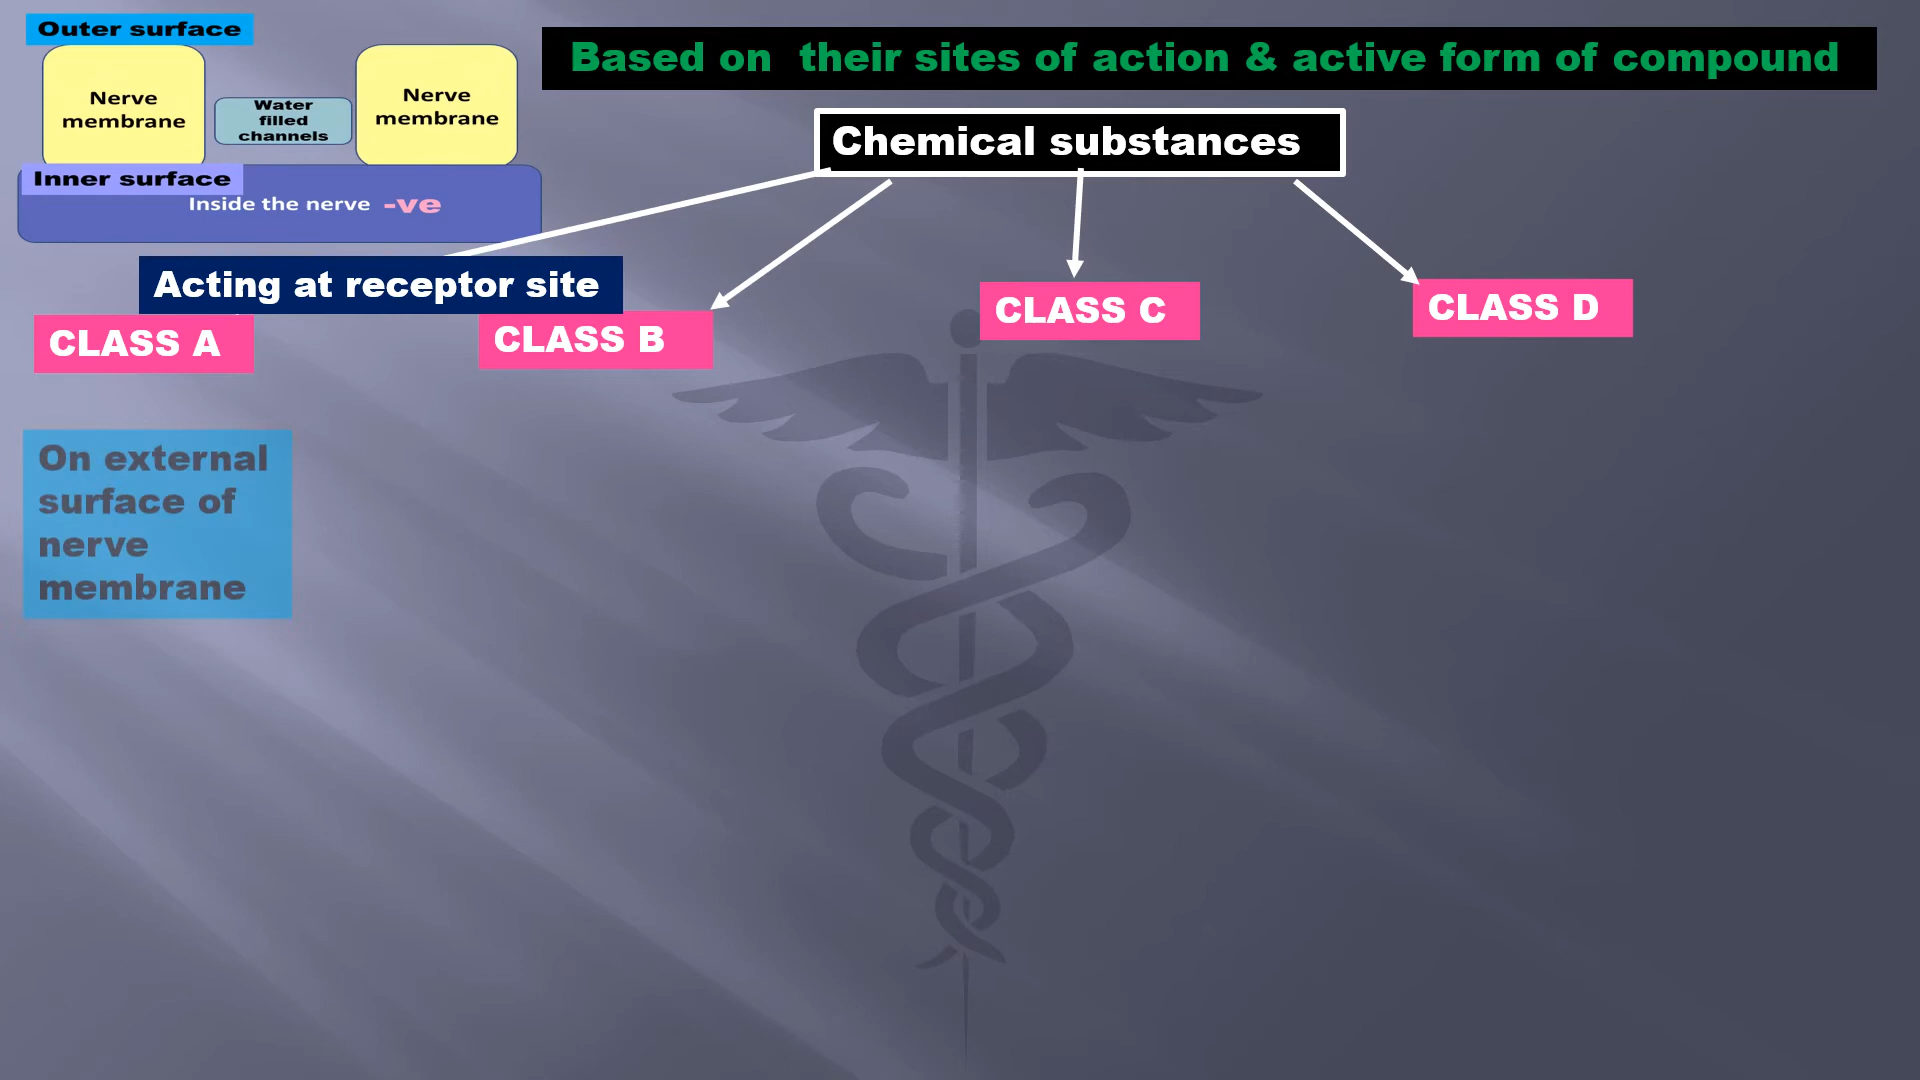 Outer surface
Based on their sites of action & active form of compound
Nerve
membrane
Water
filled
channels
Nerve
membrane
Chemical substances
Inner surface
Inside the nerve -ve
Acting at receptor site
CLASS A
CLASS B
CLASS C
CLASS D
On external
surface of
nerve
membrane